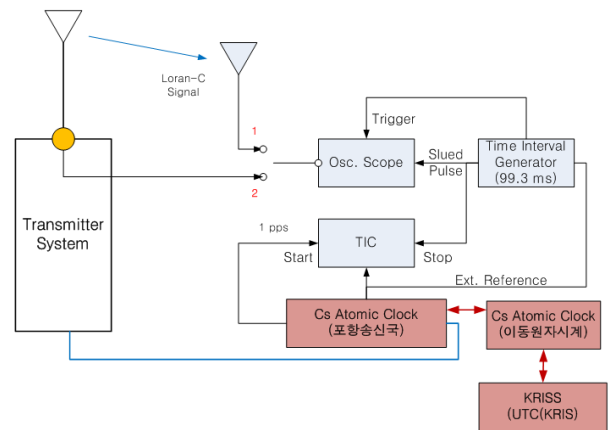 Loran-C
Signal
1
2
Trigger
Osc. Scope
Slued
Pulse
Time Interval
Generator
(99.3 ms)
Transmitter
System
1 pps
Start
TIC
Stop
Ext. Reference
Cs Atomic Clock
(포항송신국)
Cs Atomic Clock
(이동원자시계)
KRISS
(UTC(KRIS)